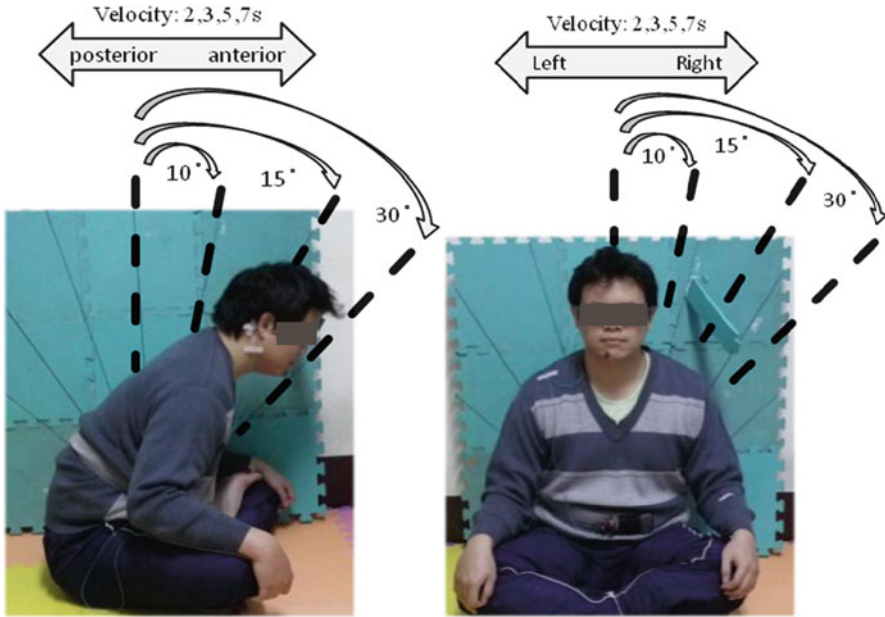 Velocity: 2,3,5,7s
posterior anterior
10°
15°
30°
Velocity: 2,3,5,7s
Left Right
10°
15°
30°